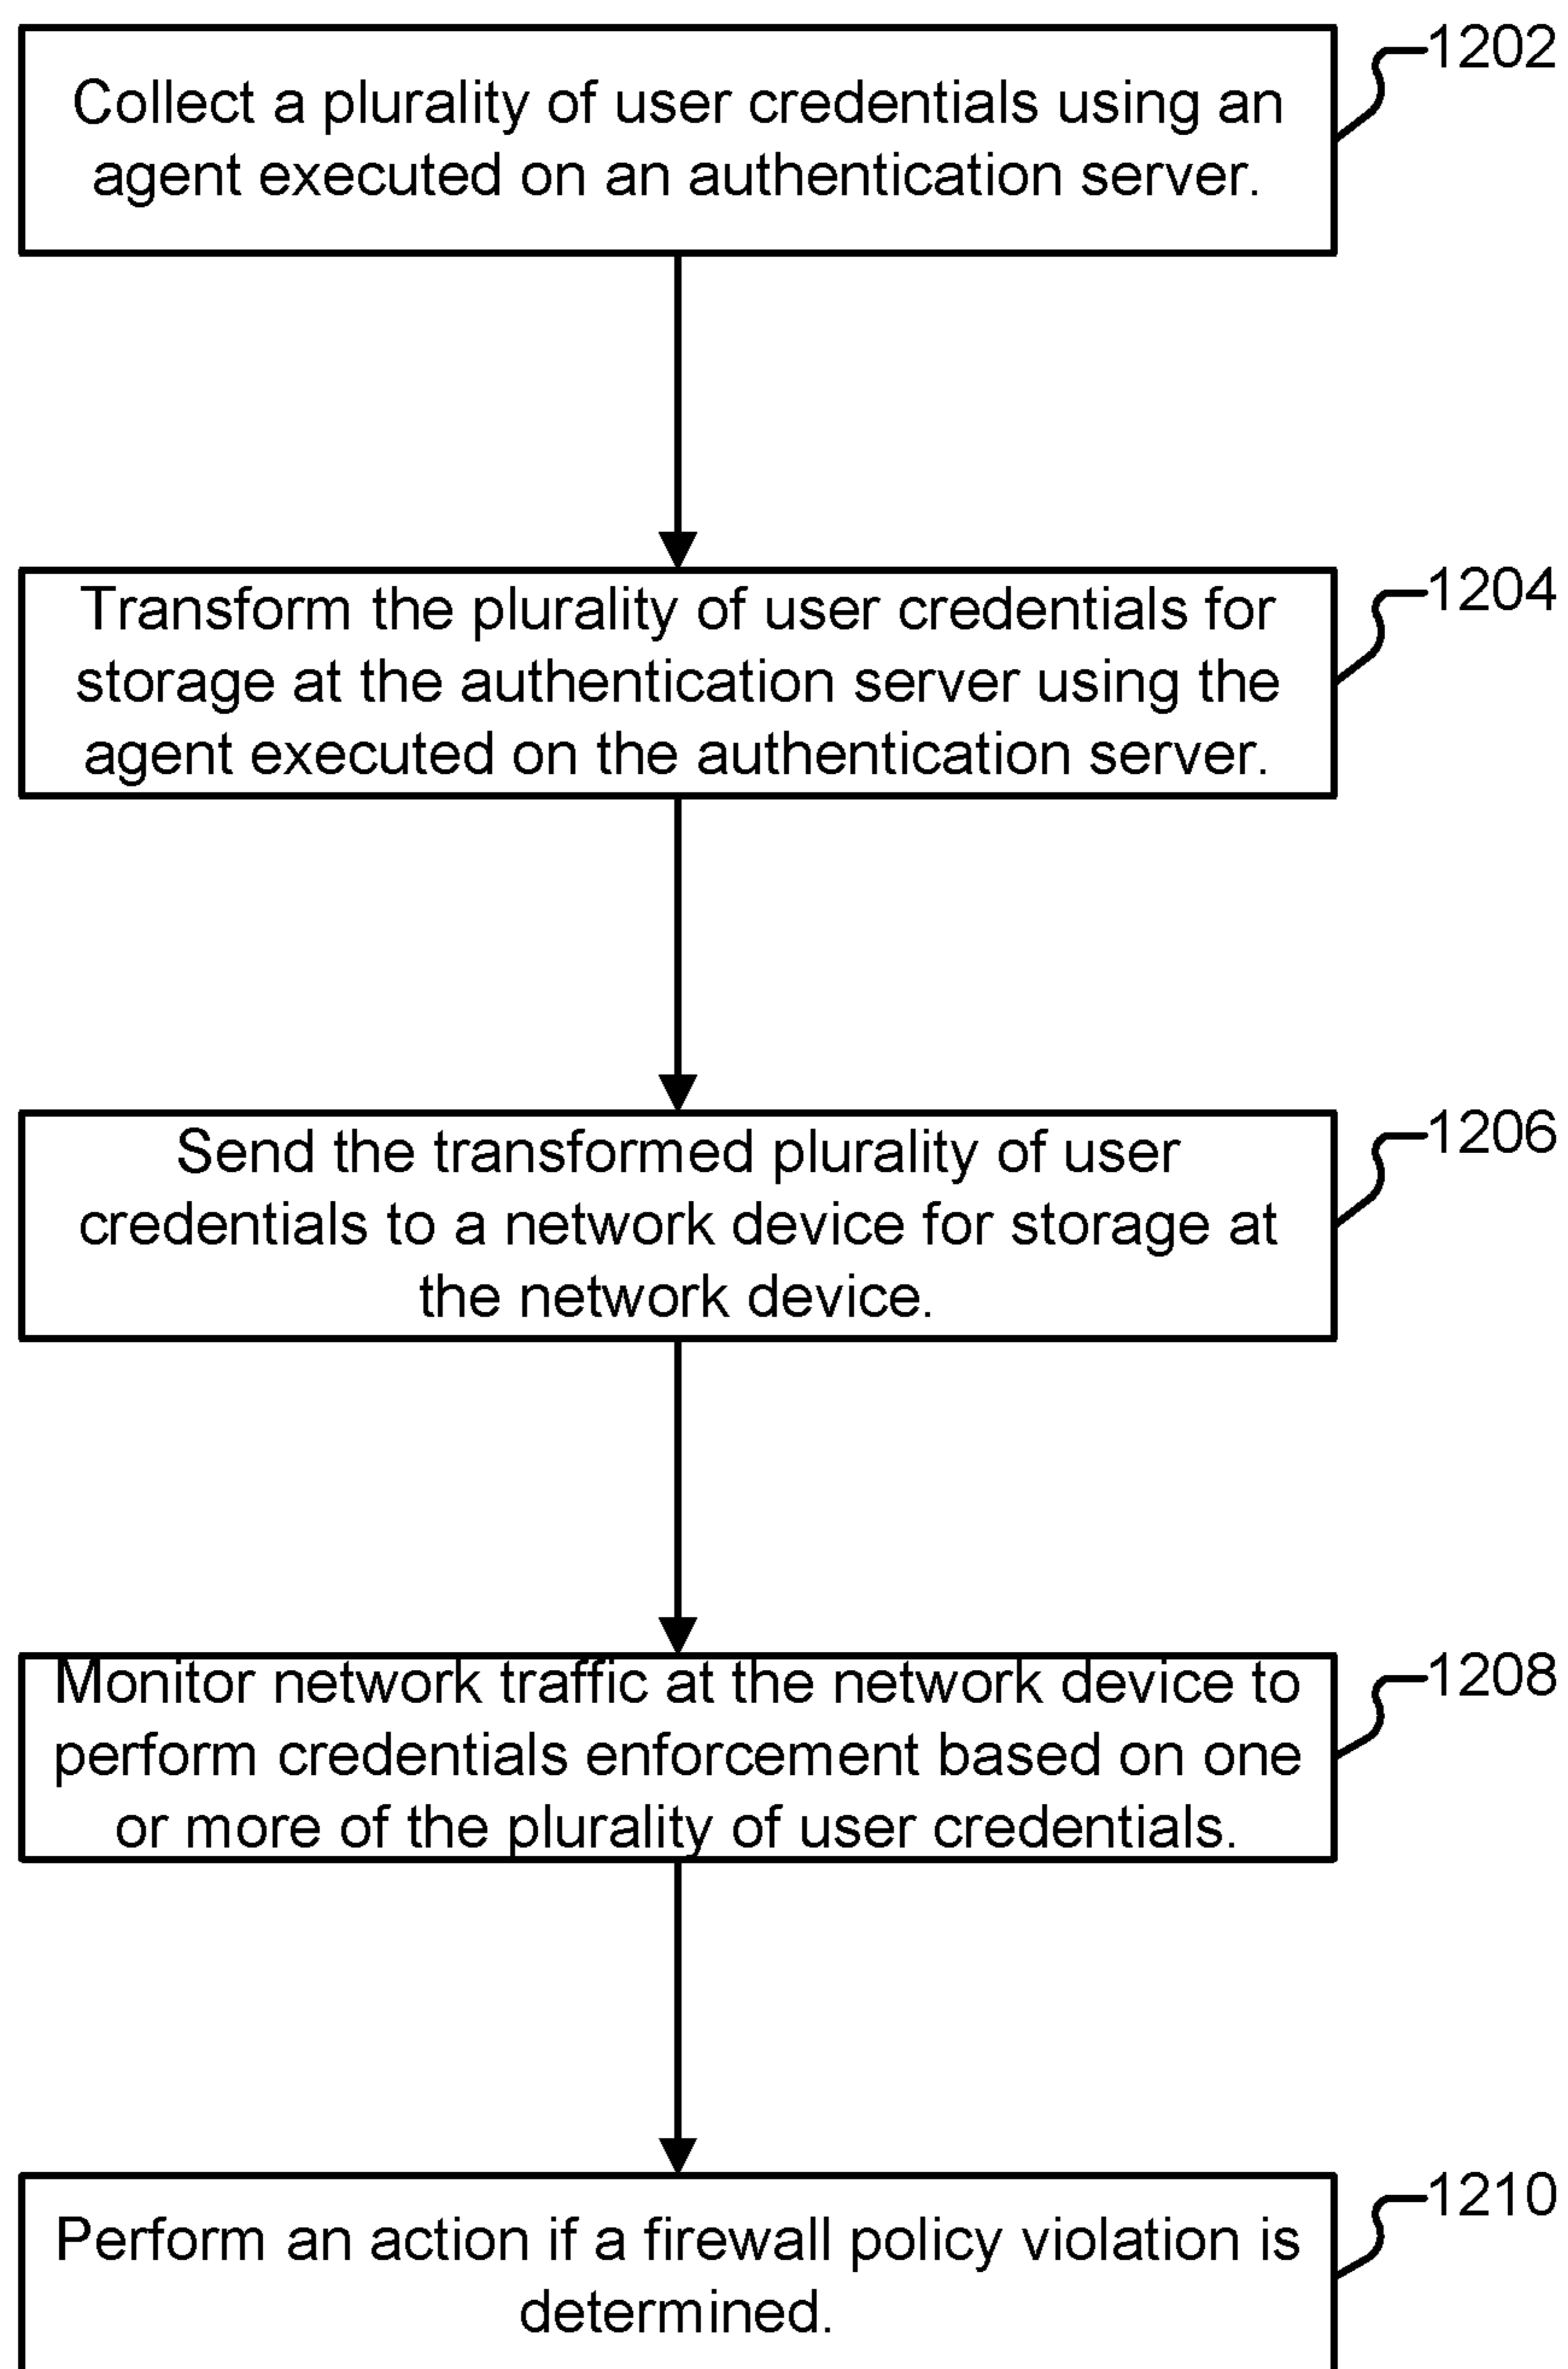 1202
Collect a plurality of user credentials using an
agent executed on an authentication server.
1204
Transform the plurality of user credentials for
storage at the authentication server using the
agent executed on the authentication server.
1206
Send the transformed plurality of user
credentials to a network device for storage at
the network device.
1208
Monitor network traffic at the network device to
perform credentials enforcement based on one
or more of the plurality of user credentials.
1210
Perform an action if a firewall policy violation is
determined.